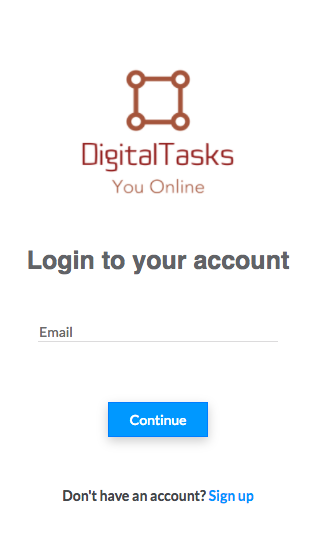 DigitalTasks
You Online
Login to your account
Email
Continue
Don't have an account? Sign up